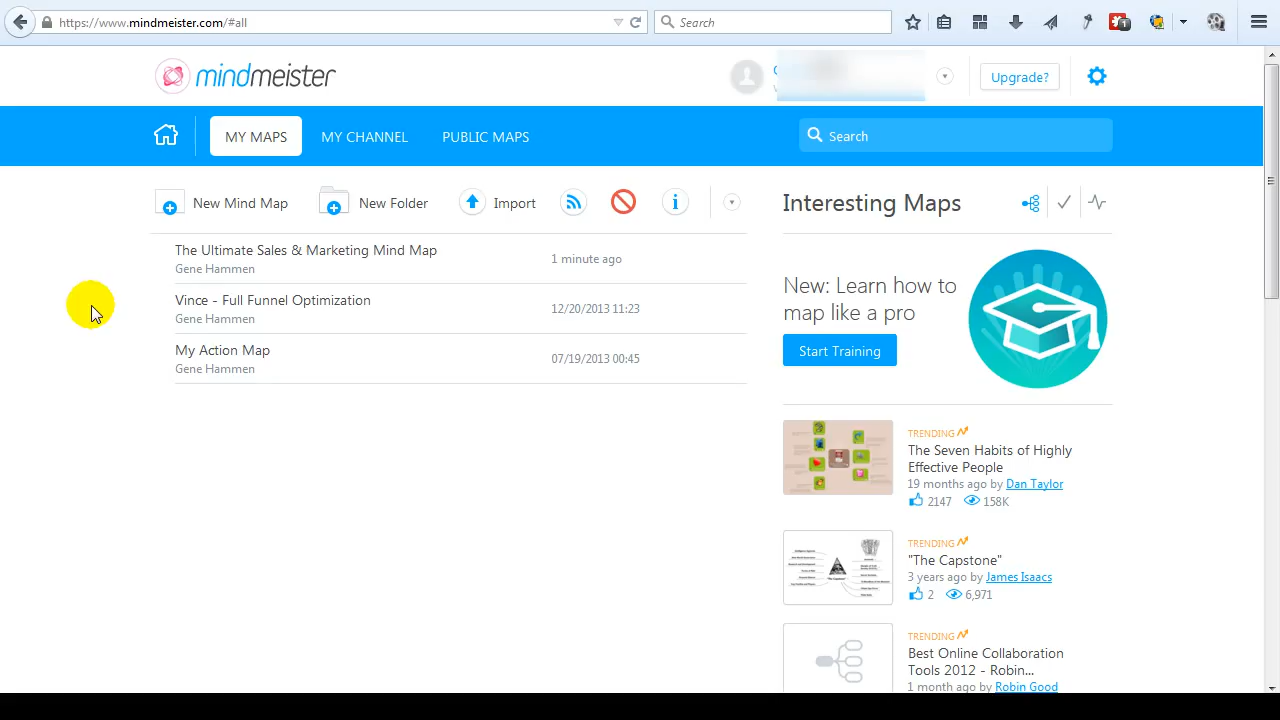 https://www.mindmeister.com/#all
Search
1
mindmeister
Upgrade?
MY MAPS
MY CHANNEL
PUBLIC MAPS
Search
New Mind Map
New Folder
Import
The Ultimate Sales & Marketing Mind Map
Gene Hammen
1 minute ago
Vince - Full Funnel Optimization
Gene Hammen
12/20/2013 11:23
My Action Map
Gene Hammen
07/19/2013 00:45
Interesting Maps
New: Learn how to
map like a pro
Start Training
TRENDING
The Seven Habits of Highly
Effective People
19 months ago by Dan Taylor
2147 158K
TRENDING
"The Capstone"
3 years ago by James Isaacs
2 6,971
TRENDING
Best Online Collaboration
Tools 2012 - Robin...
1 month ago by Robin Good